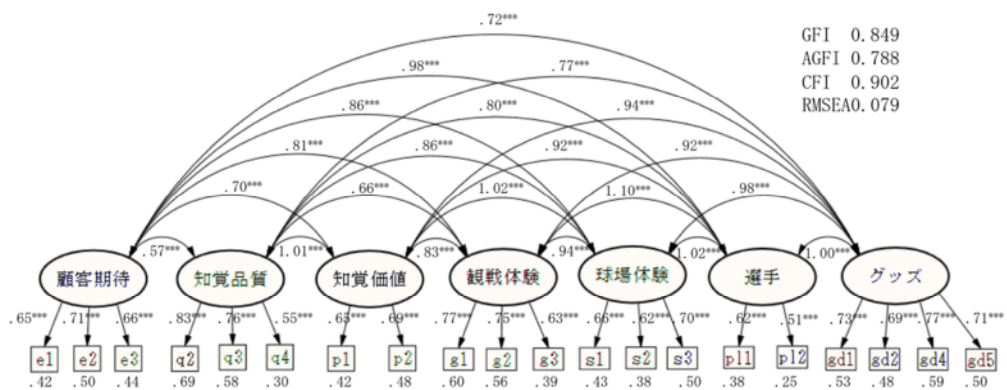 .72***
GFI 0.849
AGFI 0.788
CFI 0.902
RMSEA0.079
.98*** .77***
.86*** .80*** .94***
.81*** .86*** .92*** .92***
.70*** .66*** 1.02*** 1.10*** .98***
.57*** 1.01*** .83*** .94*** 1.02*** 1.00***
顧客期待 知覚品質 知覚価値 観戦体験 球場体験 選手 グッズ
.65*** .71*** .66*** .83*** .76*** .55*** .65*** .69*** .77*** .75*** .63*** .66*** .62*** .70*** .62*** .51*** .73*** .69*** .77*** .71***
e1 e2 e3 q2 q3 q4 p1 p2 g1 g2 g3 s1 s2 s3 pl1 pl2 gd1 gd2 gd4 gd5
.42 .50 .44 .69 .58 .30 .42 .48 .60 .56 .39 .43 .38 .50 .38 .25 .53 .48 .59 .50